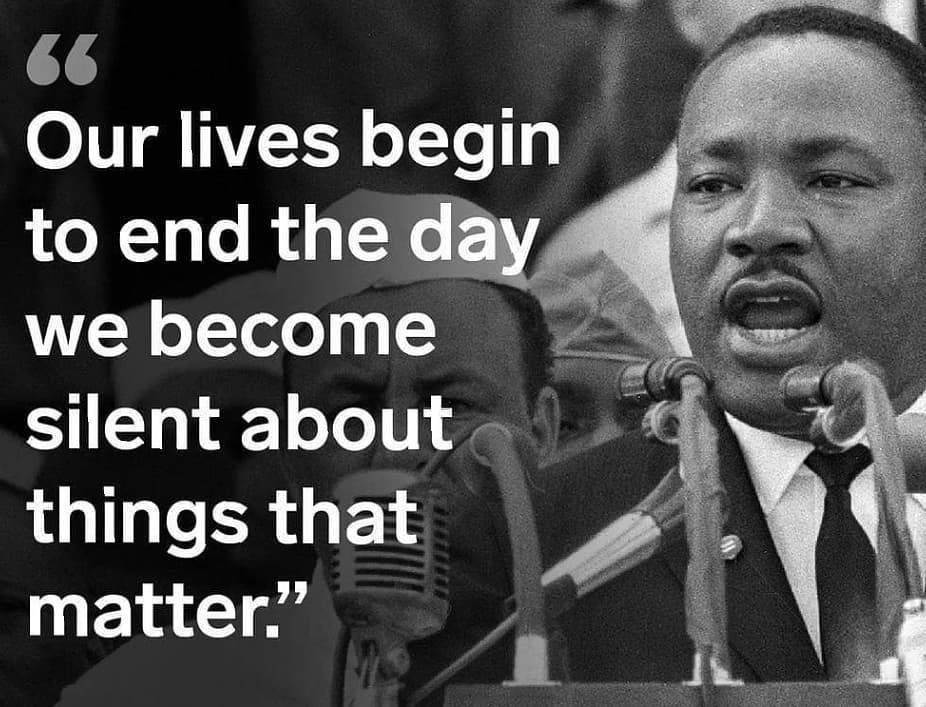 “
Our lives begin
to end the day
we become
silent about
things that
matter.”